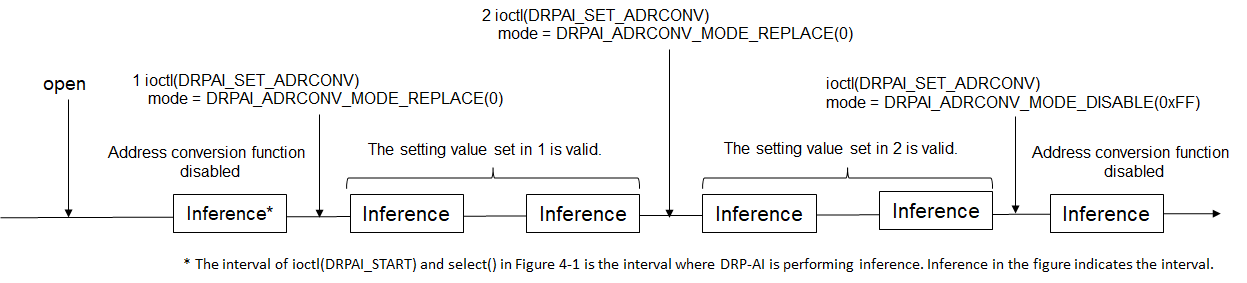 2 ioctl(DRPAI_SET_ADRCONV)
mode = DRPAI_ADRCONV_MODE_REPLACE(0)
open
1 ioctl(DRPAI_SET_ADRCONV)
mode = DRPAI_ADRCONV_MODE_REPLACE(0)
ioctl(DRPAI_SET_ADRCONV)
mode = DRPAI_ADRCONV_MODE_DISABLE(0xFF)
Address conversion function
disabled
The setting value set in 1 is valid.
The setting value set in 2 is valid.
Address conversion function
disabled
Inference*
Inference
Inference
Inference
Inference
Inference
* The interval of ioctl(DRPAI_START) and select() in Figure 4-1 is the interval where DRP-AI is performing inference. Inference in the figure indicates the interval.